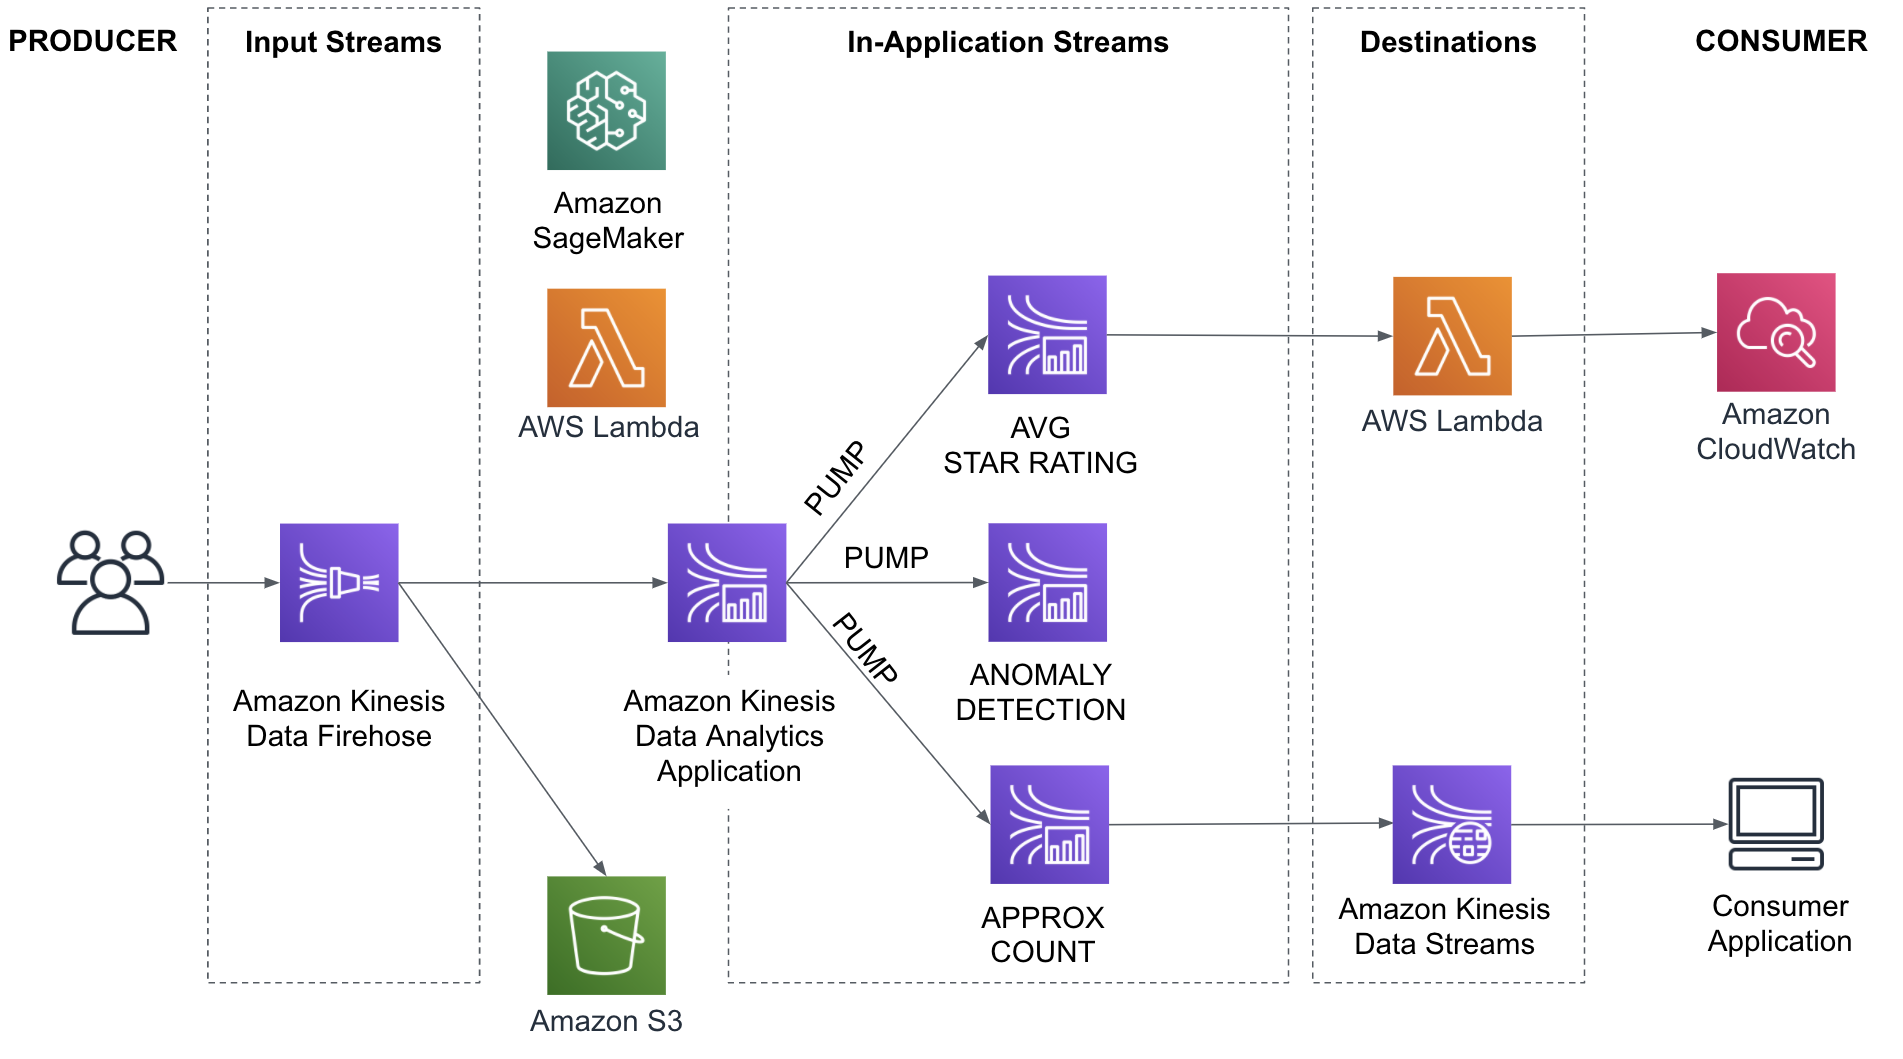 PRODUCER
Input Streams
In-Application Streams
Destinations
CONSUMER
Amazon
SageMaker
AWS Lambda
AVG
STAR RATING
AWS Lambda
Amazon
CloudWatch
PUMP
PUMP
PUMP
ANOMALY
DETECTION
Amazon Kinesis
Data Firehose
Amazon Kinesis
Data Analytics
Application
APPROX
COUNT
Amazon Kinesis
Data Streams
Consumer
Application
Amazon S3